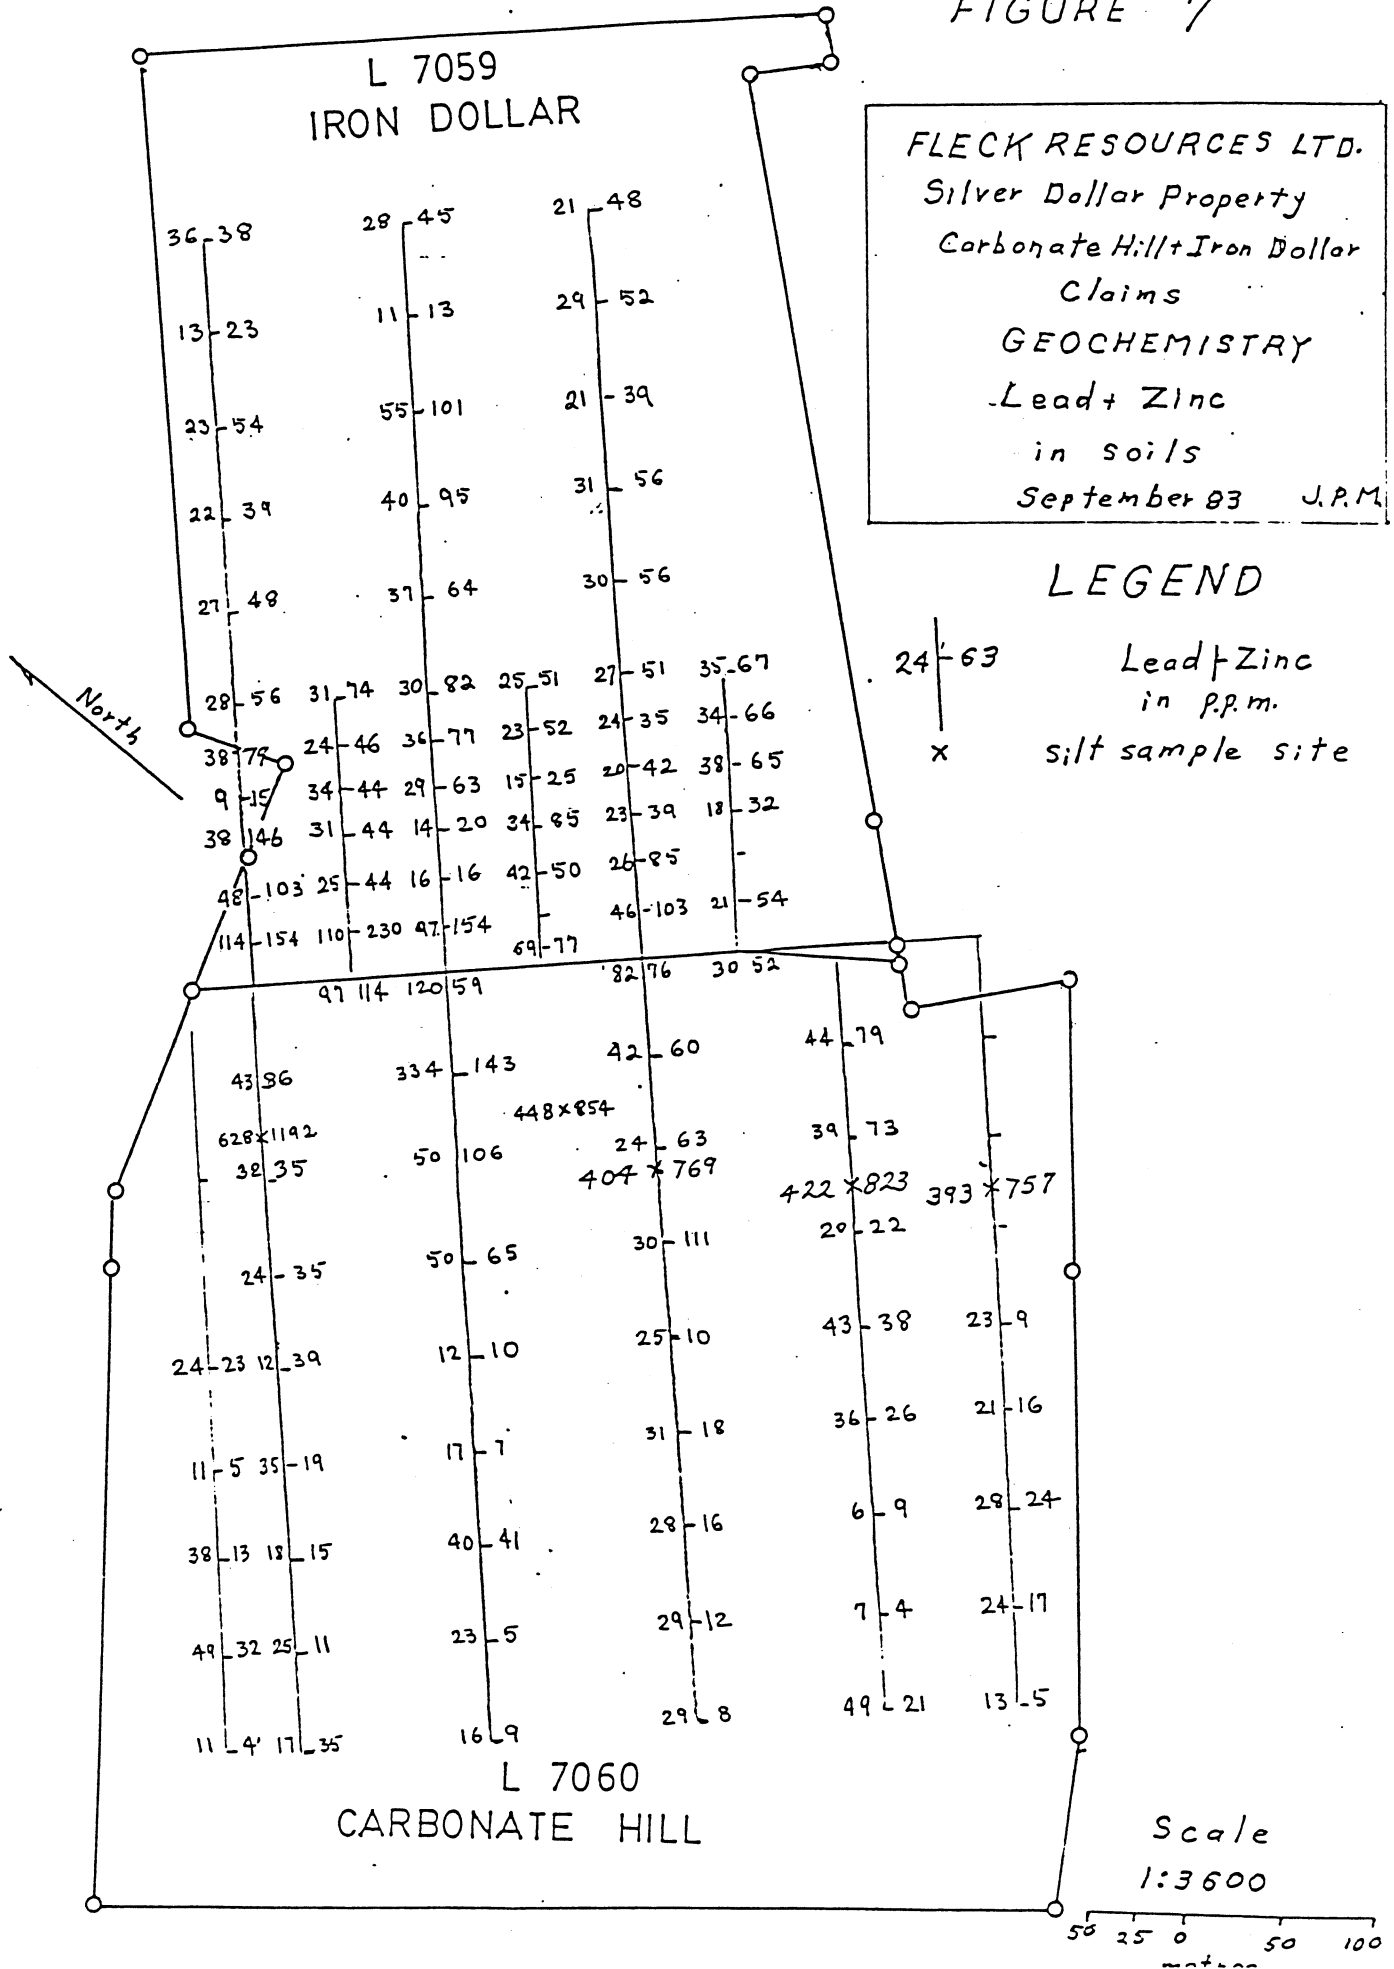 FIGURE 7
L 7059
IRON DOLLAR
FLECK RESOURCES LTD.
Silver Dollar Property
Carbonate Hill + Iron Dollar
Claims
GEOCHEMISTRY
Lead + Zinc
in soils
September 83 J.P.M.
LEGEND
24 63 Lead Zinc
in p.p.m.
x silt sample site
North
36 38 28 45 21 48
13 23 11 13 29 52
23 54 55 101 21 39
22 39 40 95 31 56
27 48 37 64 30 56
28 56 31 74 30 82 25 51 27 51 35 67
38 79 24 46 36 77 23 52 24 35 34 66
9 15 34 44 29 63 15 25 20 42 38 65
38 146 31 44 14 20 34 85 23 39 18 32
48 103 25 44 16 16 42 50 26 85
114 154 110 230 97 154 69 77 46 103 21 54
97 114 120 59 82 76 30 52
43 86 334 143 42 60 44 79
448 x 854
628 x 1192
32 35 50 106 24 63 39 73
404 x 769 422 x 823 393 x 757
20 22
24 35 50 65 30 111
24 23 12 39 12 10 25 10 43 38 23 9
11 5 35 19 17 7 31 18 36 26 21 16
38 13 18 15 40 41 28 16 6 9 28 24
49 32 25 11 23 5 29 12 7 4 24 17
11 4 17 35 16 9 29 8 49 21 13 5
L 7060
CARBONATE HILL
Scale
1:3600
50 25 0 50 100
metres